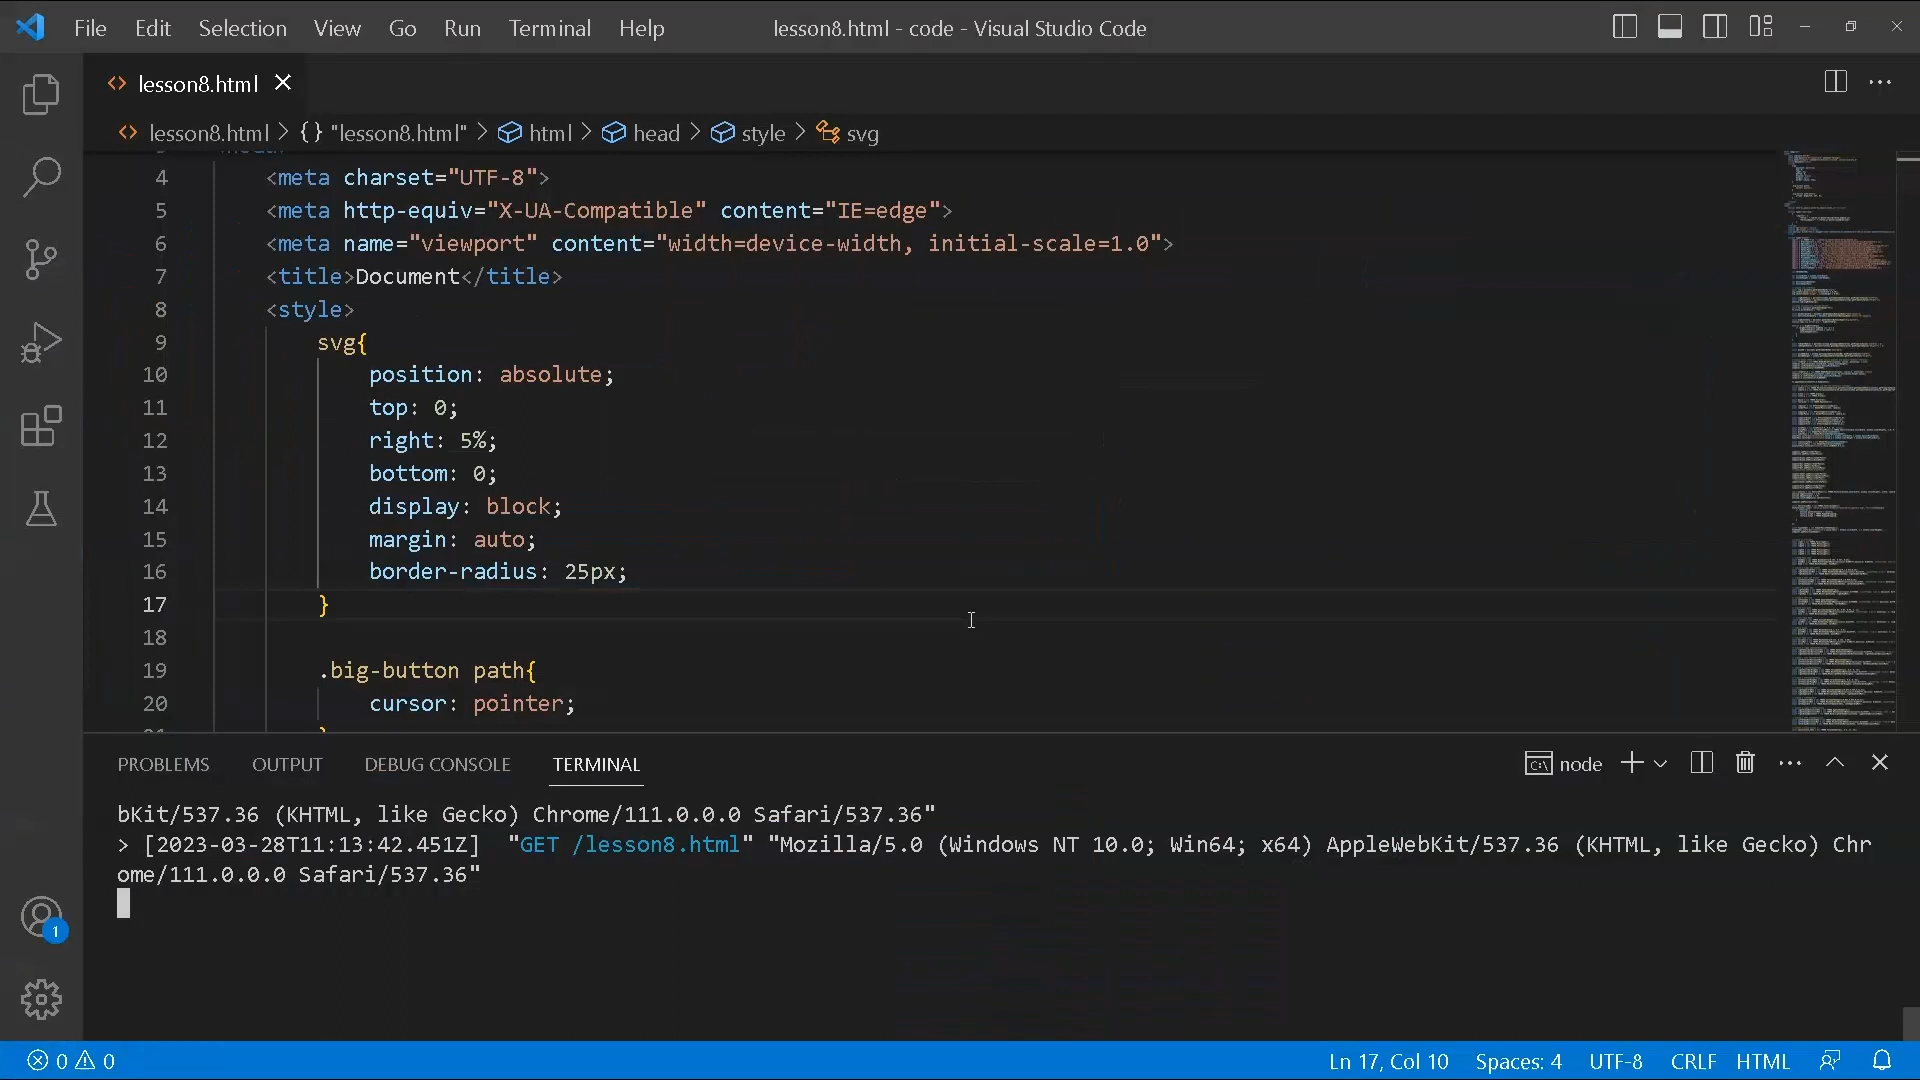 File Edit Selection View Go Run Terminal Help lesson8.html - code - Visual Studio Code
lesson8.html
lesson8.html > {} "lesson8.html" > html > head > style > svg
4 <meta charset="UTF-8">
5 <meta http-equiv="X-UA-Compatible" content="IE=edge">
6 <meta name="viewport" content="width=device-width, initial-scale=1.0">
7 <title>Document</title>
8 <style>
9 svg{
10 position: absolute;
11 top: 0;
12 right: 5%;
13 bottom: 0;
14 display: block;
15 margin: auto;
16 border-radius: 25px;
17 }
18
19 .big-button path{
20 cursor: pointer;
PROBLEMS OUTPUT DEBUG CONSOLE TERMINAL node
bKit/537.36 (KHTML, like Gecko) Chrome/111.0.0.0 Safari/537.36"
> [2023-03-28T11:13:42.451Z]  "GET /lesson8.html" "Mozilla/5.0 (Windows NT 10.0; Win64; x64) AppleWebKit/537.36 (KHTML, like Gecko) Chr
ome/111.0.0.0 Safari/537.36"
1
0 0 Ln 17, Col 10 Spaces: 4 UTF-8 CRLF HTML